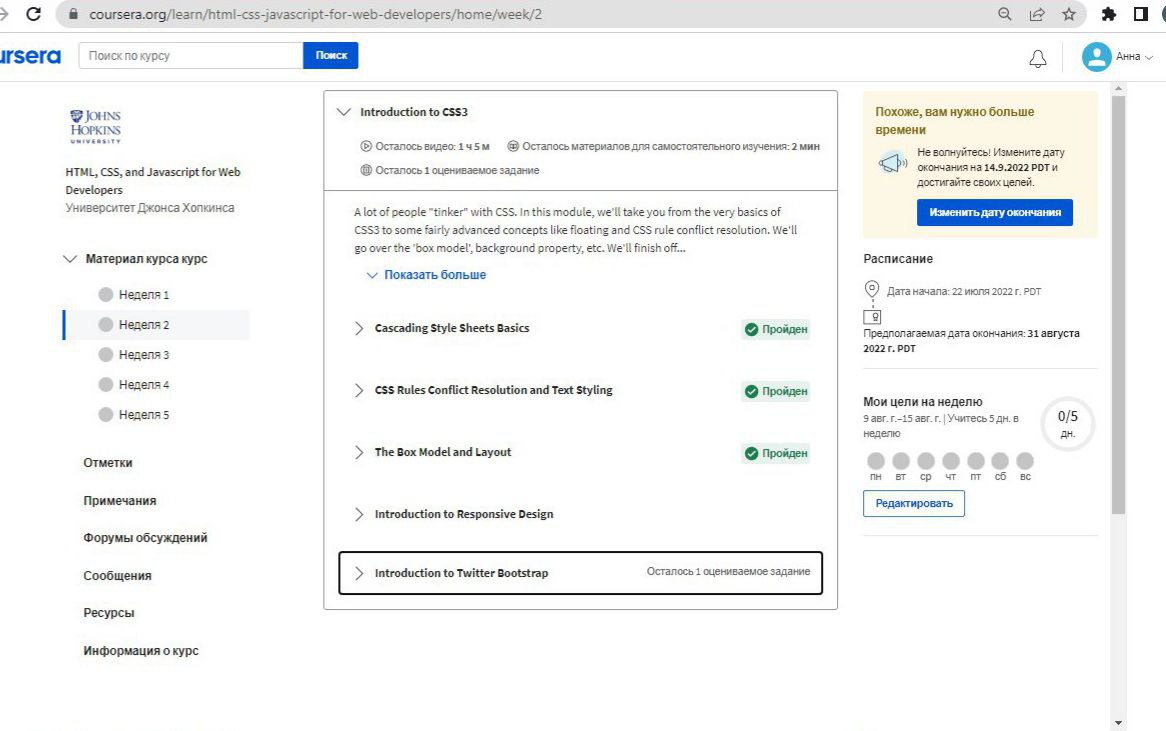 coursera.org/learn/html-css-javascript-for-web-developers/home/week/2
ursera
Поиск по курсу
Поиск
Анна
JOHNS
HOPKINS
UNIVERSITY
HTML, CSS, and Javascript for Web
Developers
Университет Джонса Хопкинса
Материал курса курс
Неделя 1
Неделя 2
Неделя 3
Неделя 4
Неделя 5
Отметки
Примечания
Форумы обсуждений
Сообщения
Ресурсы
Информация о курс
Introduction to CSS3
Осталось видео: 1 ч 5 м Осталось материалов для самостоятельного изучения: 2 мин
Осталось 1 оцениваемое задание
A lot of people "tinker" with CSS. In this module, we'll take you from the very basics of
CSS3 to some fairly advanced concepts like floating and CSS rule conflict resolution. We'll
go over the 'box model', background property, etc. We'll finish off...
Показать больше
Cascading Style Sheets Basics Пройден
CSS Rules Conflict Resolution and Text Styling Пройден
The Box Model and Layout Пройден
Introduction to Responsive Design
Introduction to Twitter Bootstrap Осталось 1 оцениваемое задание
Похоже, вам нужно больше
времени
Не волнуйтесь! Измените дату
окончания на 14.9.2022 PDT и
достигайте своих целей.
Изменить дату окончания
Расписание
Дата начала: 22 июля 2022 г. PDT
Предполагаемая дата окончания: 31 августа
2022 г. PDT
Мои цели на неделю
9 авг. г.–15 авг. г. | Учитесь 5 дн. в
неделю
0/5
дн.
пн вт ср чт пт сб вс
Редактировать